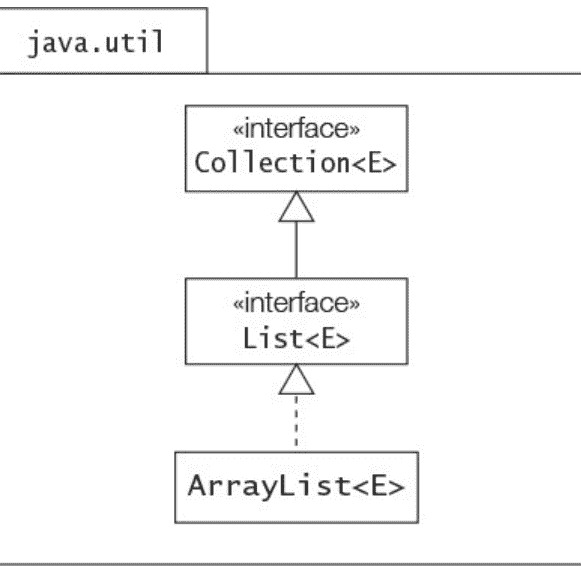 java.util
«interface»
Collection<E>
«interface»
List<E>
ArrayList<E>